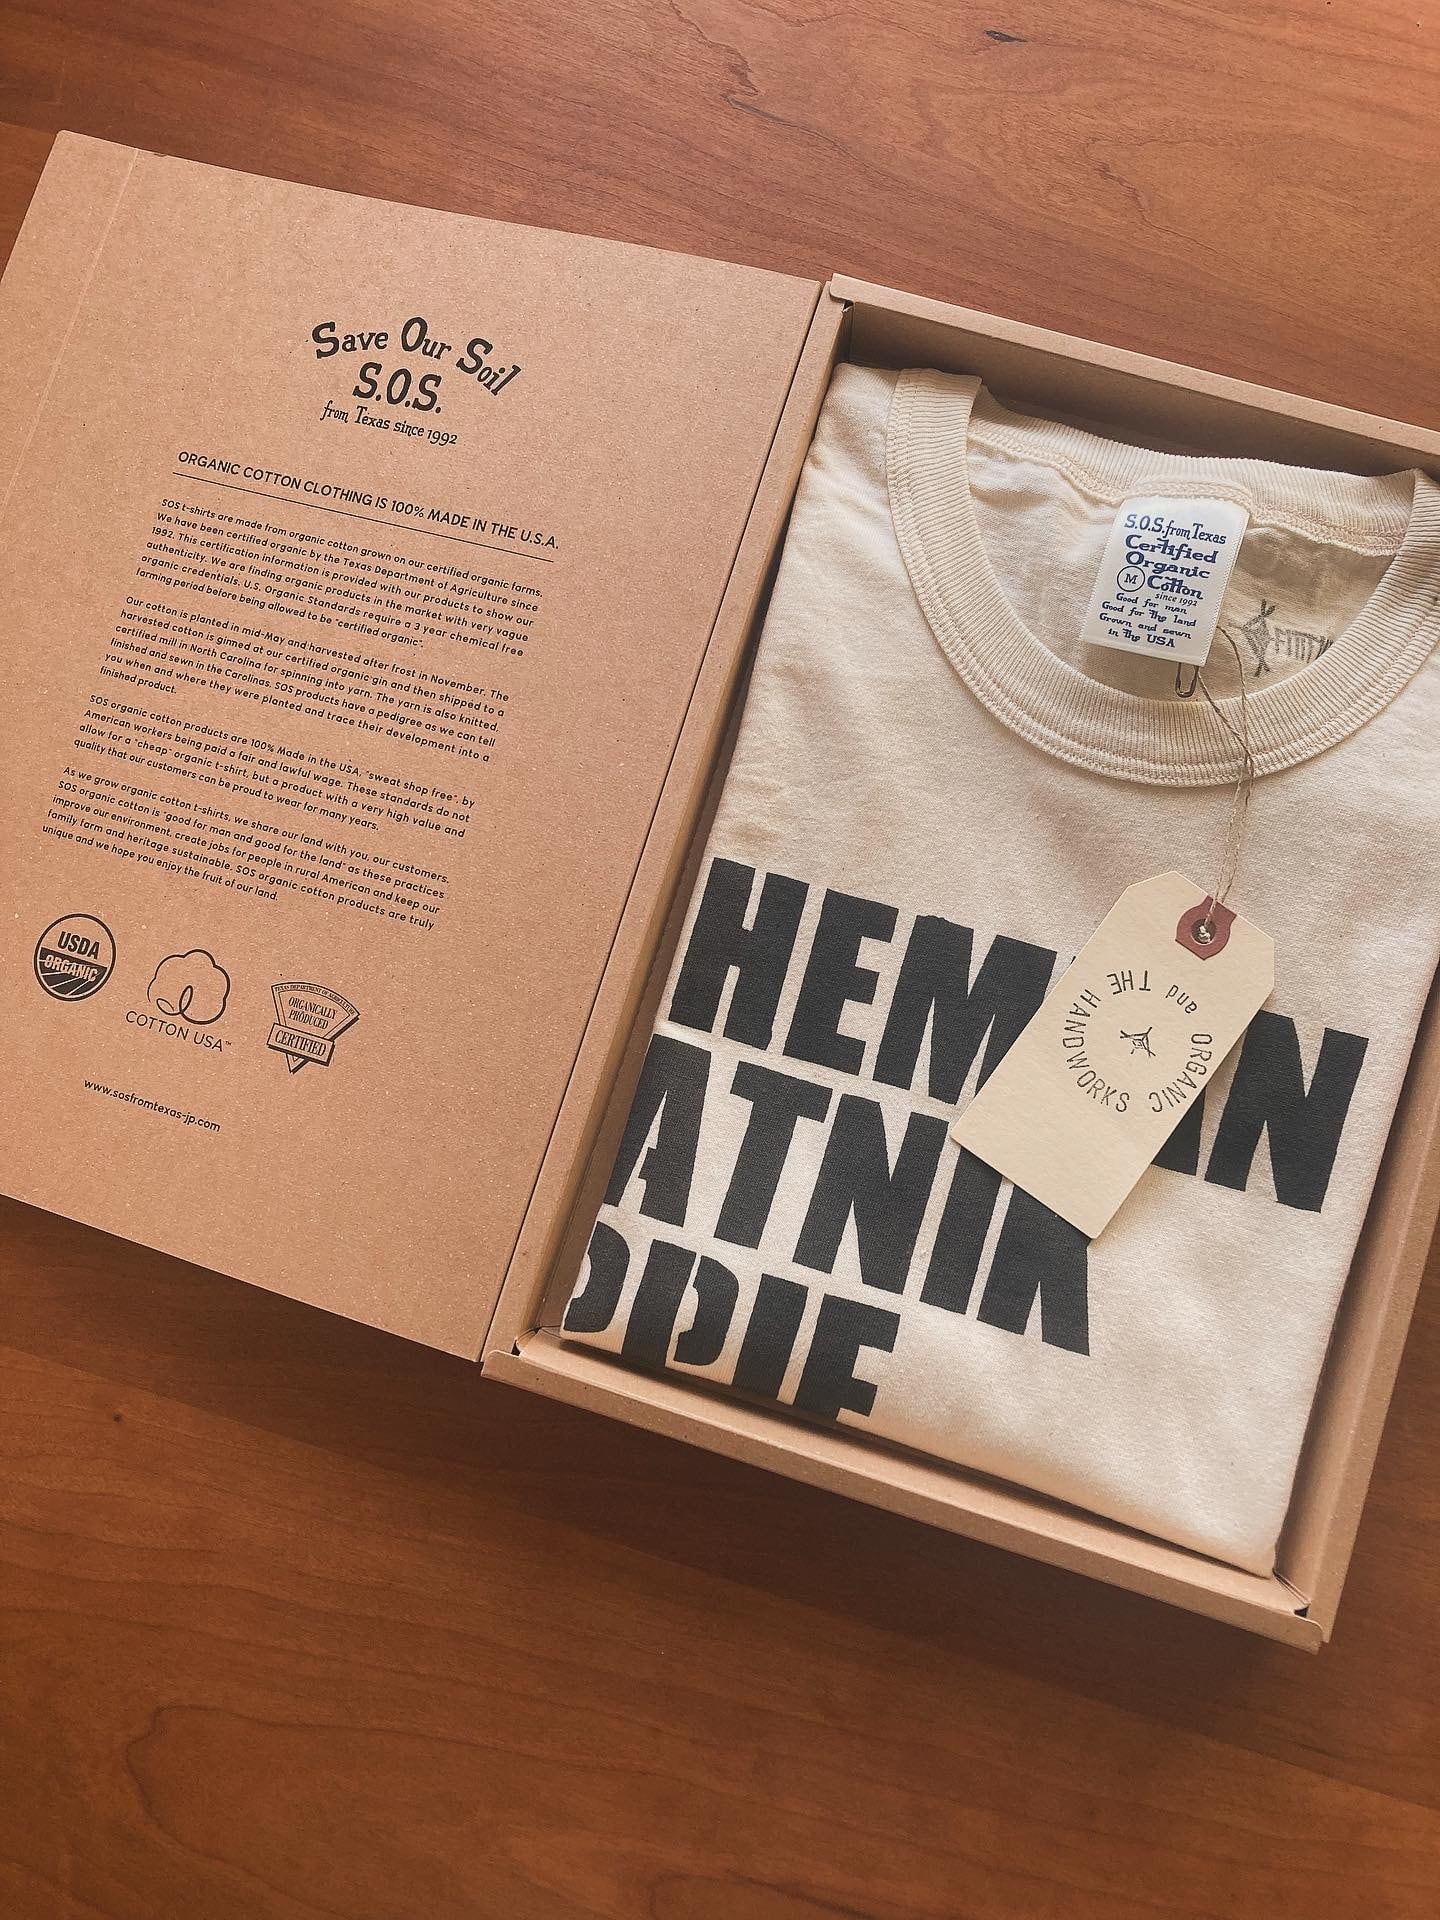 Save Our Soil
S.O.S.
from Texas since 1992
ORGANIC COTTON CLOTHING IS 100% MADE IN THE U.S.A.
SOS t-shirts are made from organic cotton grown on our certified organic farms.
We have been certified organic by the Texas Department of Agriculture since
1992. This certification information is provided with our products to show our
authenticity. We are finding organic products in the market with very vague
organic credentials. U.S. Organic Standards require a 3 year chemical free
farming period before being allowed to be "certified organic".
Our cotton is planted in mid-May and harvested after frost in November. The
harvested cotton is ginned at our certified organic gin and then shipped to a
certified mill in North Carolina for spinning into yarn. The yarn is also knitted,
finished and sewn in the Carolinas. SOS products have a pedigree as we can tell
you when and where they were planted and trace their development into a
finished product.
SOS organic cotton products are 100% Made in the USA, "sweat shop free", by
American workers being paid a fair and lawful wage. These standards do not
allow for a "cheap" organic t-shirt, but a product with a very high value and
quality that our customers can be proud to wear for many years.
As we grow organic cotton t-shirts, we share our land with you, our customers.
SOS organic cotton is "good for man and good for the land" as these practices
improve our environment, create jobs for people in rural American and keep our
family farm and heritage sustainable. SOS organic cotton products are truly
unique and we hope you enjoy the fruit of our land.
USDA
ORGANIC
COTTON USA™
TEXAS DEPARTMENT OF AGRICULTURE
ORGANICALLY
PRODUCED
CERTIFIED
www.sosfromtexas-jp.com
S.O.S. from Texas
Certified
Organic
M Cotton
since 1992
Good for man
Good for the land
Grown and sewn
in the USA
THE HANDWORKS
and ORGANIC
HEM AN
ATNIK
PPIE